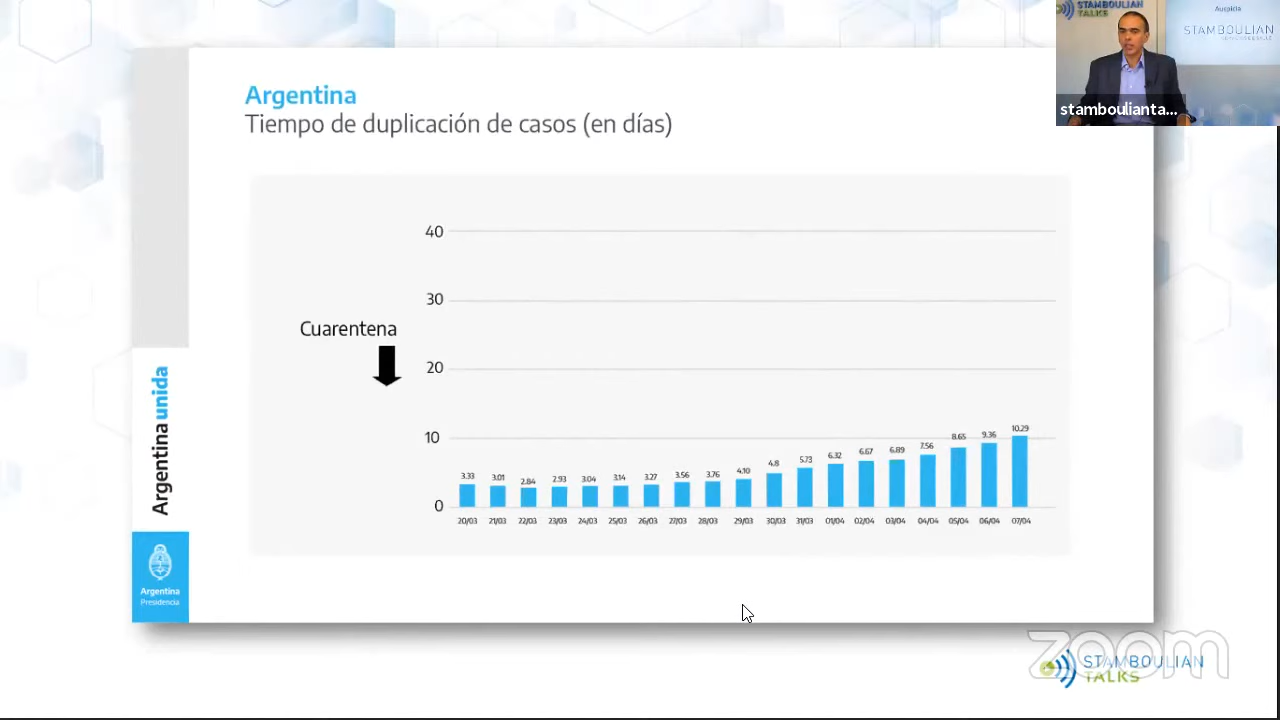 STAMBOULIAN
TALKS
Auspicia
STAMBOULIAN
stamboulianta...
Argentina
Tiempo de duplicación de casos (en días)
40
30
Cuarentena
20
10
0
3.33 3.01 2.84 2.93 3.04 3.14 3.27 3.56 3.76 4.10 4.8 5.73 6.32 6.67 6.89 7.56 8.65 9.36 10.29
20/03 21/03 22/03 23/03 24/03 25/03 26/03 27/03 28/03 29/03 30/03 31/03 01/04 02/04 03/04 04/04 05/04 06/04 07/04
Argentina unida
Argentina
Presidencia
zoom
STAMBOULIAN
TALKS